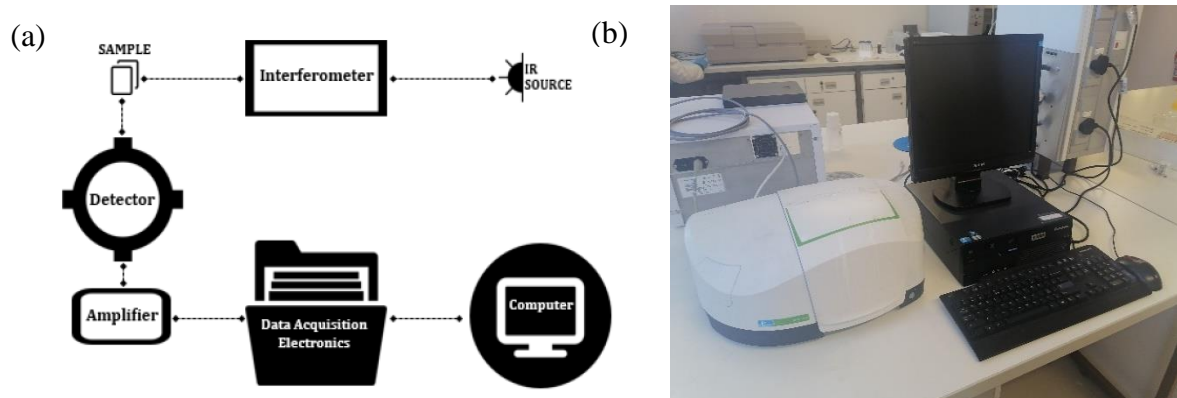 (a)
SAMPLE
Interferometer
IR
SOURCE
Detector
Amplifier
Data Acquisition
Electronics
Computer
(b)